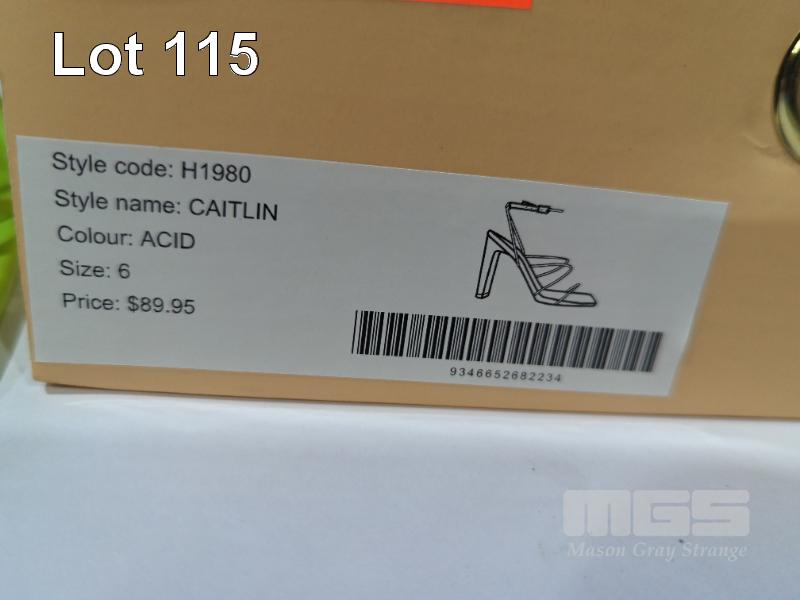 Lot 115
Style code: H1980
Style name: CAITLIN
Colour: ACID
Size: 6
Price: $89.95
9346652682234
MGS
Mason Gray Strange